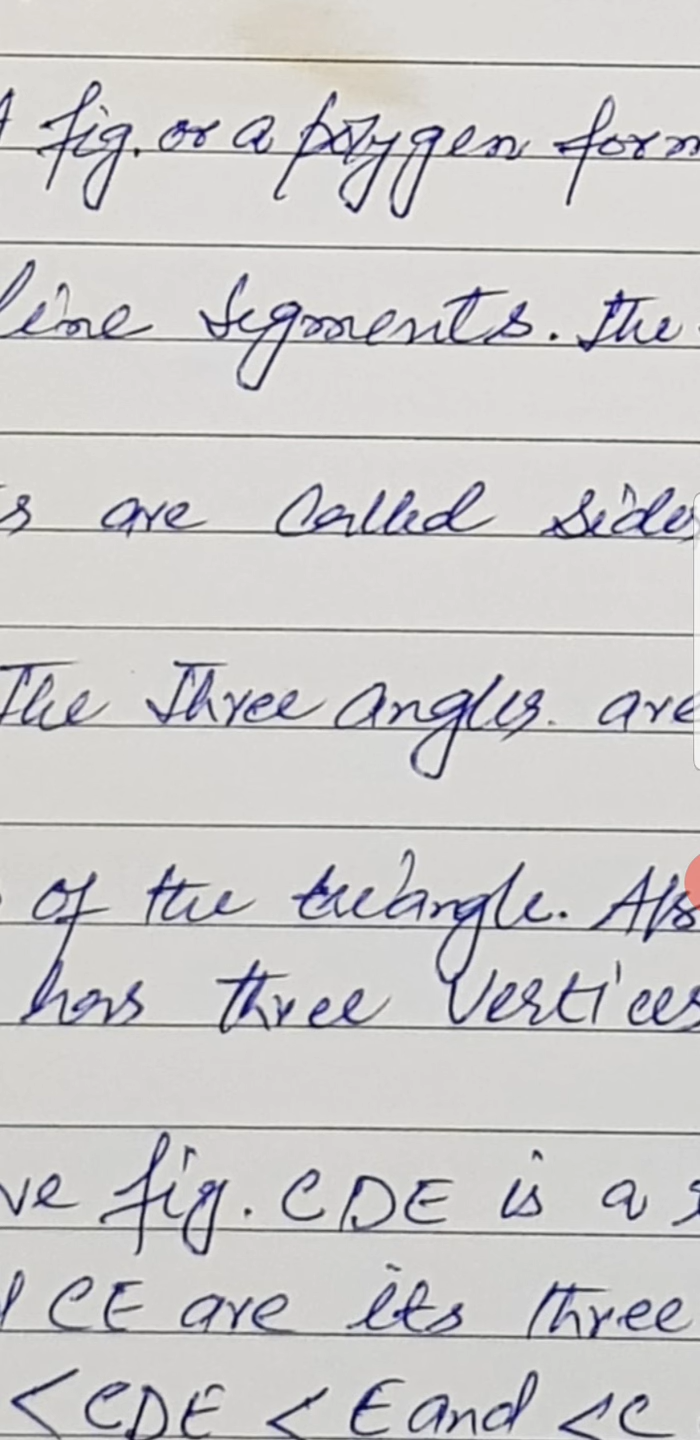 fig. or a polygen form
line Segments. The
s are Called Sides
The Three angles. are
of the triangle. Als
has three Vertices
ve fig. CDE is a s
CE are its three
<CDE < E and <C